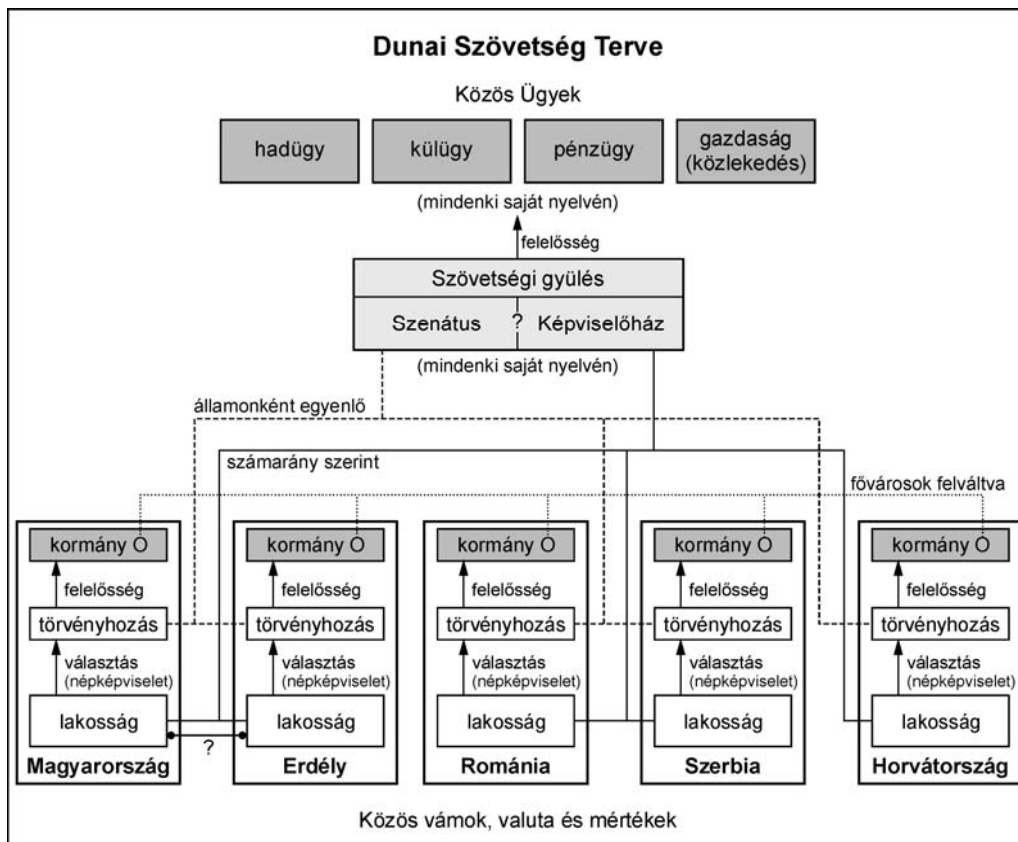 Dunai Szövetség Terve
Közös Ügyek
hadügy
külügy
pénzügy
gazdaság
(közlekedés)
(mindenki saját nyelvén)
felelősség
Szövetségi gyülés
Szenátus
?
Képviselőház
(mindenki saját nyelvén)
államonként egyenlő
számarány szerint
fővárosok felváltva
kormány O
kormány O
kormány O
kormány O
kormány O
felelősség
felelősség
felelősség
felelősség
felelősség
törvényhozás
törvényhozás
törvényhozás
törvényhozás
törvényhozás
választás
(népképviselet)
választás
(népképviselet)
választás
(népképviselet)
választás
(népképviselet)
választás
(népképviselet)
lakosság
lakosság
lakosság
lakosság
lakosság
?
Magyarország
Erdély
Románia
Szerbia
Horvátország
Közös vámok, valuta és mértékek